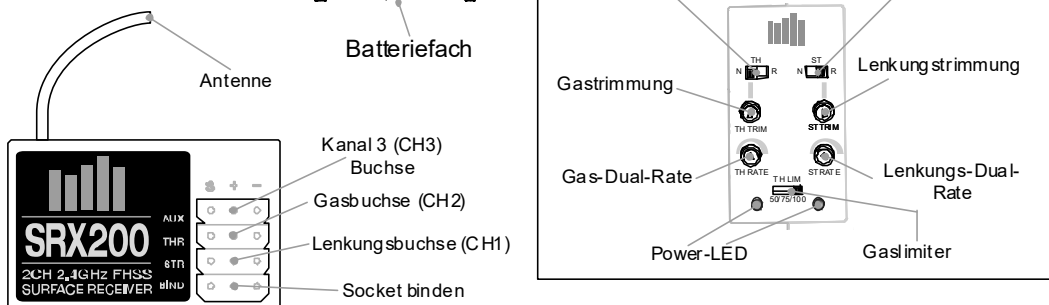 Batteriefach
Antenne
Kanal 3 (CH3)
Buchse
Gasbuchse (CH2)
Lenkungsbuchse (CH1)
Socket binden
S + -
AUX
THR
STR
BIND
SRX200
2CH 2.4GHz FHSS
SURFACE RECEIVER
TH ST
N R N R
Gastrimmung
Lenkungstrimmung
TH TRIM ST TRIM
Gas-Dual-Rate
Lenkungs-Dual-
Rate
TH RATE ST RATE
TH LIM
50/75/100
Power-LED
Gaslimiter